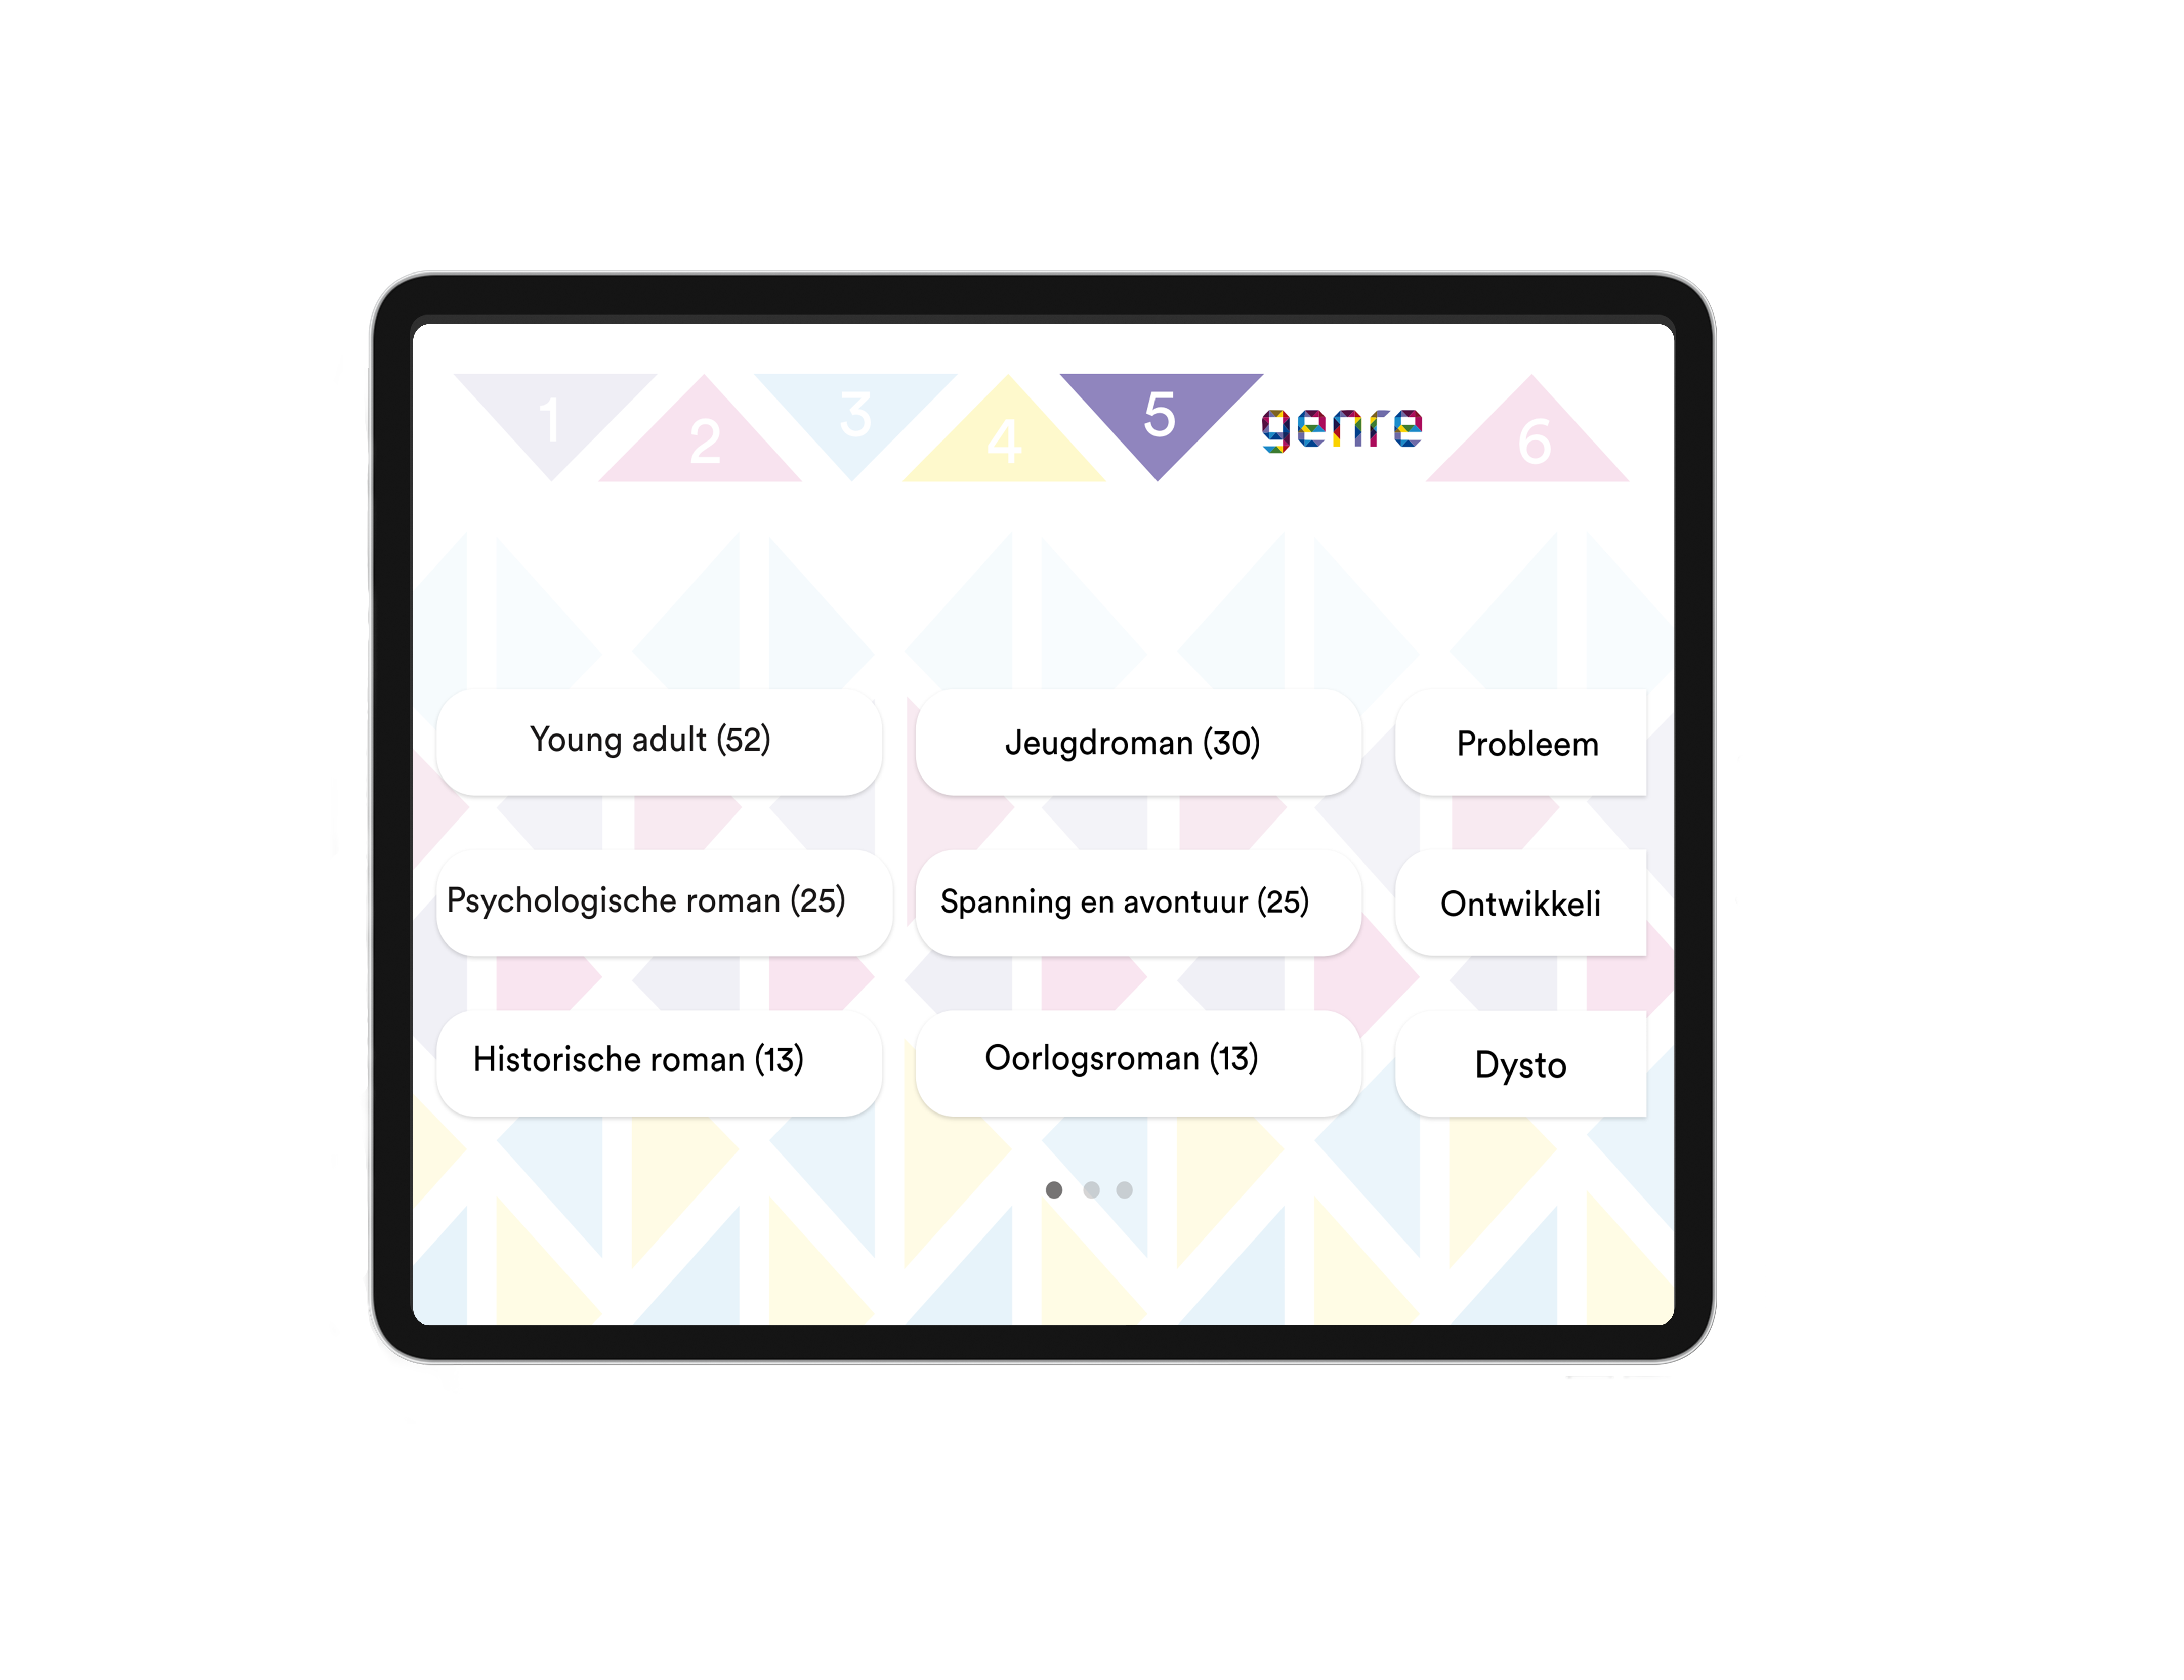 1
2
3
4
5
genre
6
Young adult (52)
Jeugdroman (30)
Probleem
Psychologische roman (25)
Spanning en avontuur (25)
Ontwikkeli
Historische roman (13)
Oorlogsroman (13)
Dysto